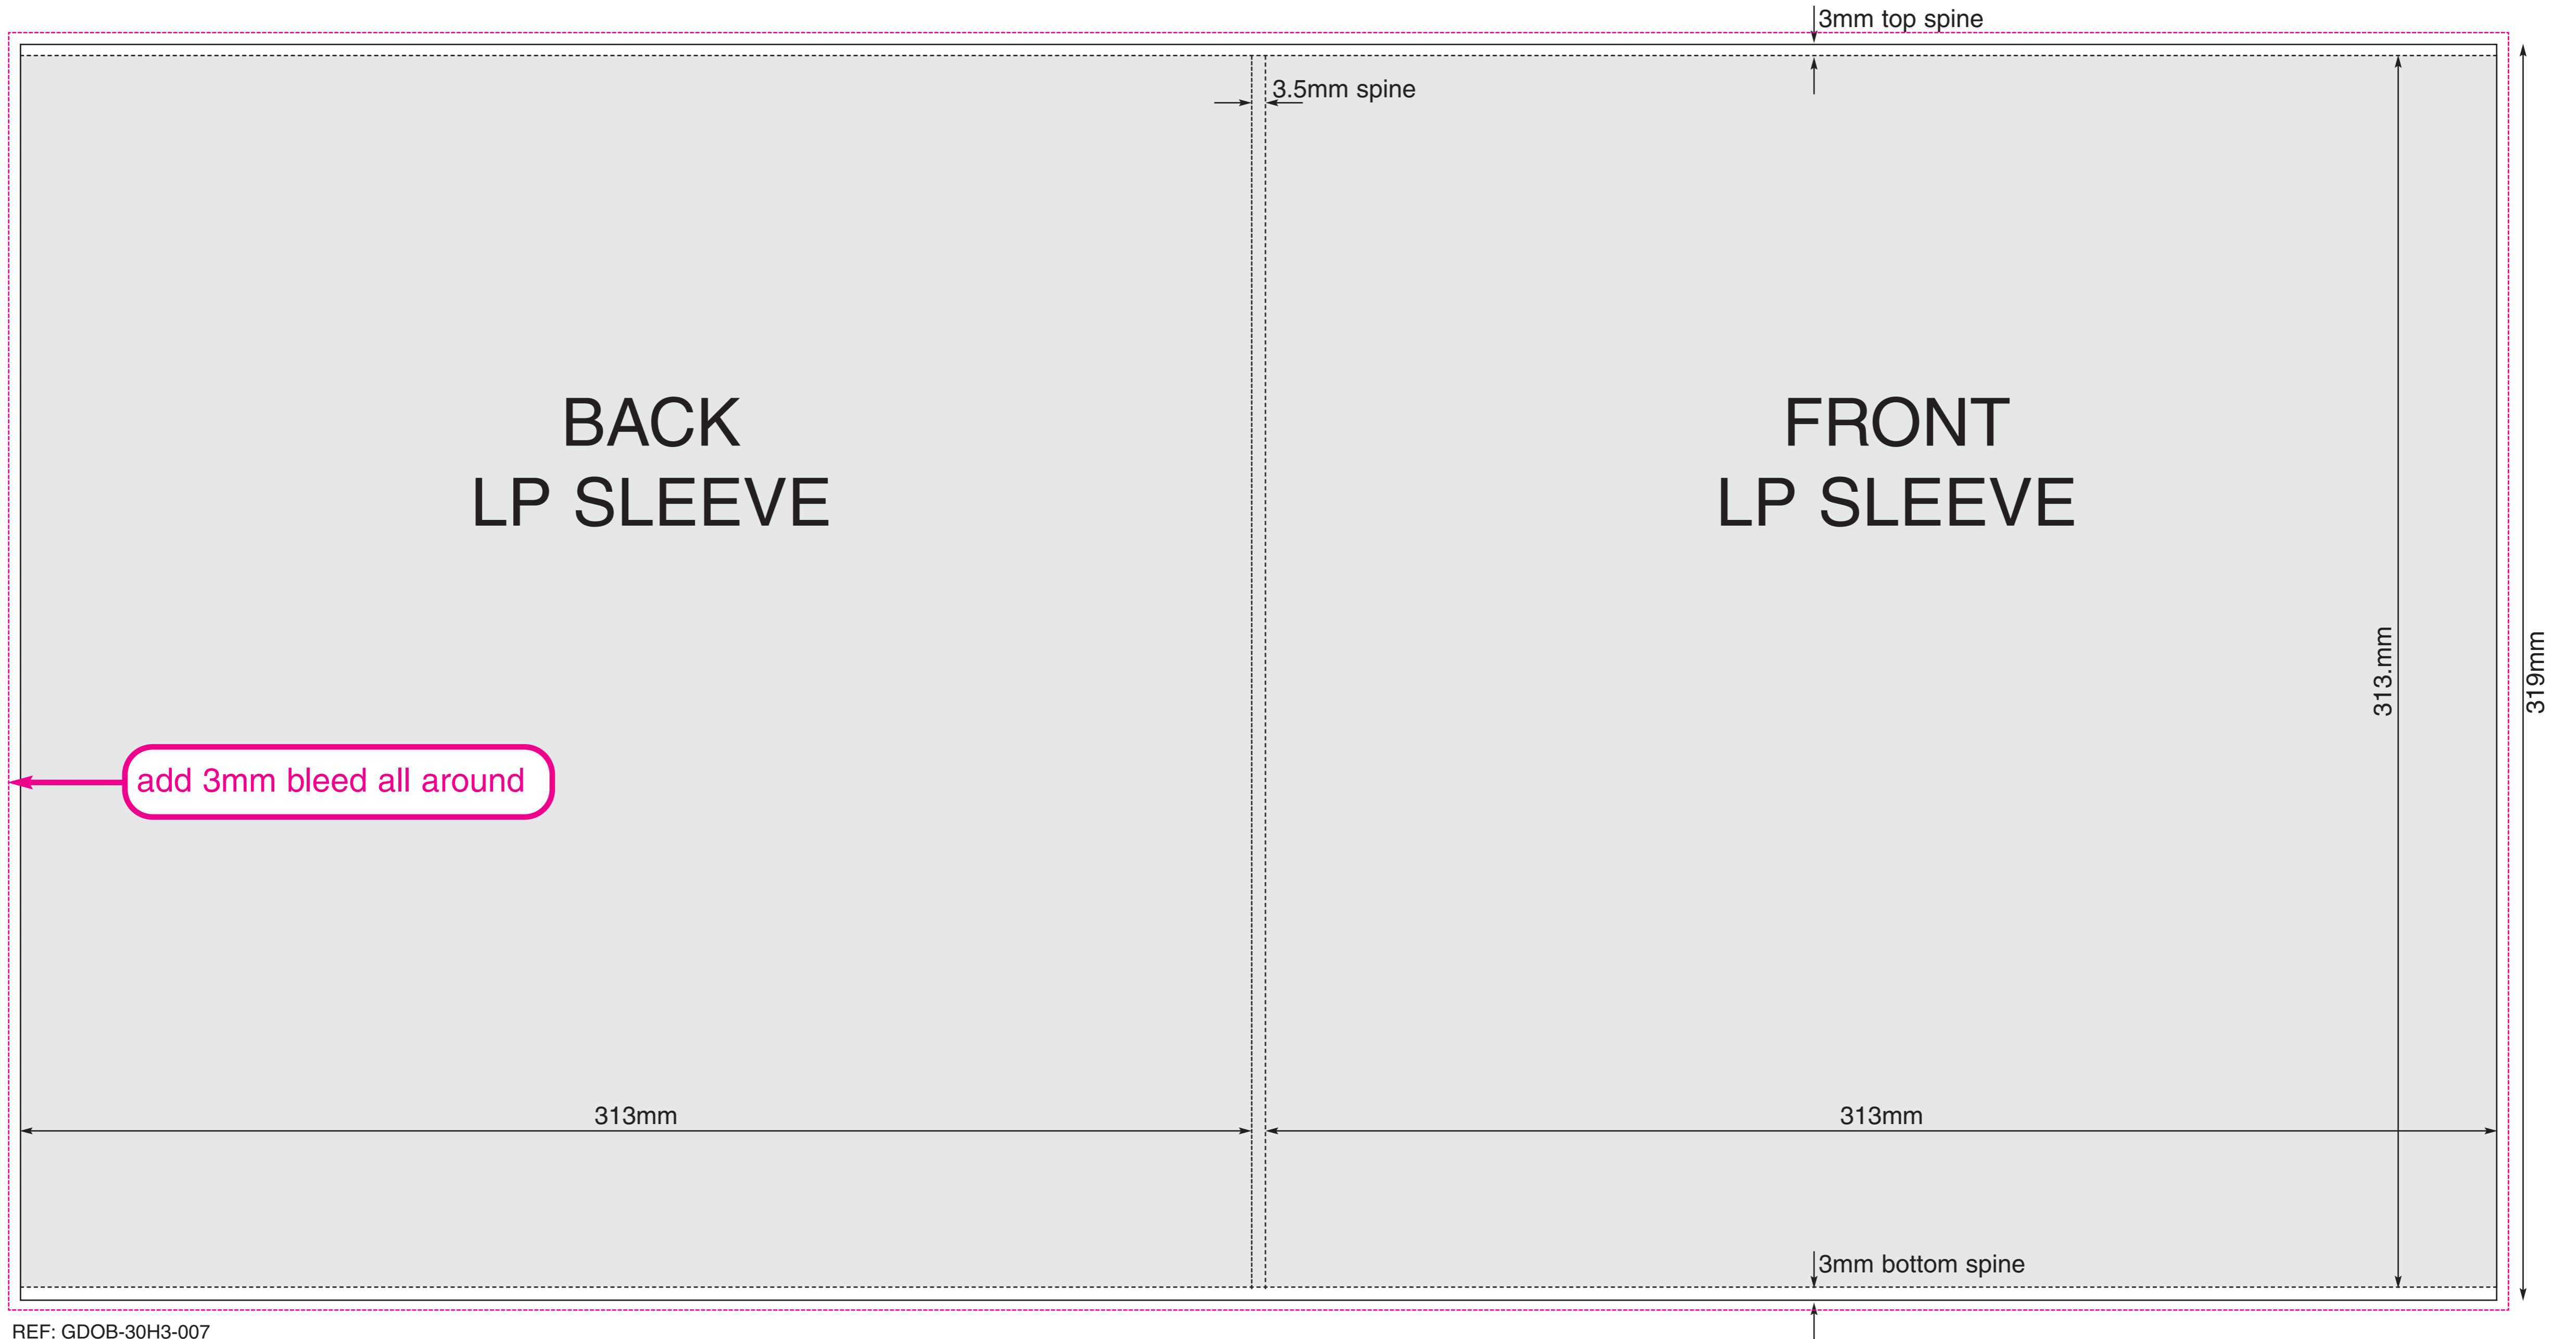 3mm top spine
3.5mm spine
BACK
LP SLEEVE
FRONT
LP SLEEVE
313.mm
319mm
add 3mm bleed all around
313mm
313mm
3mm bottom spine
REF: GDOB-30H3-007